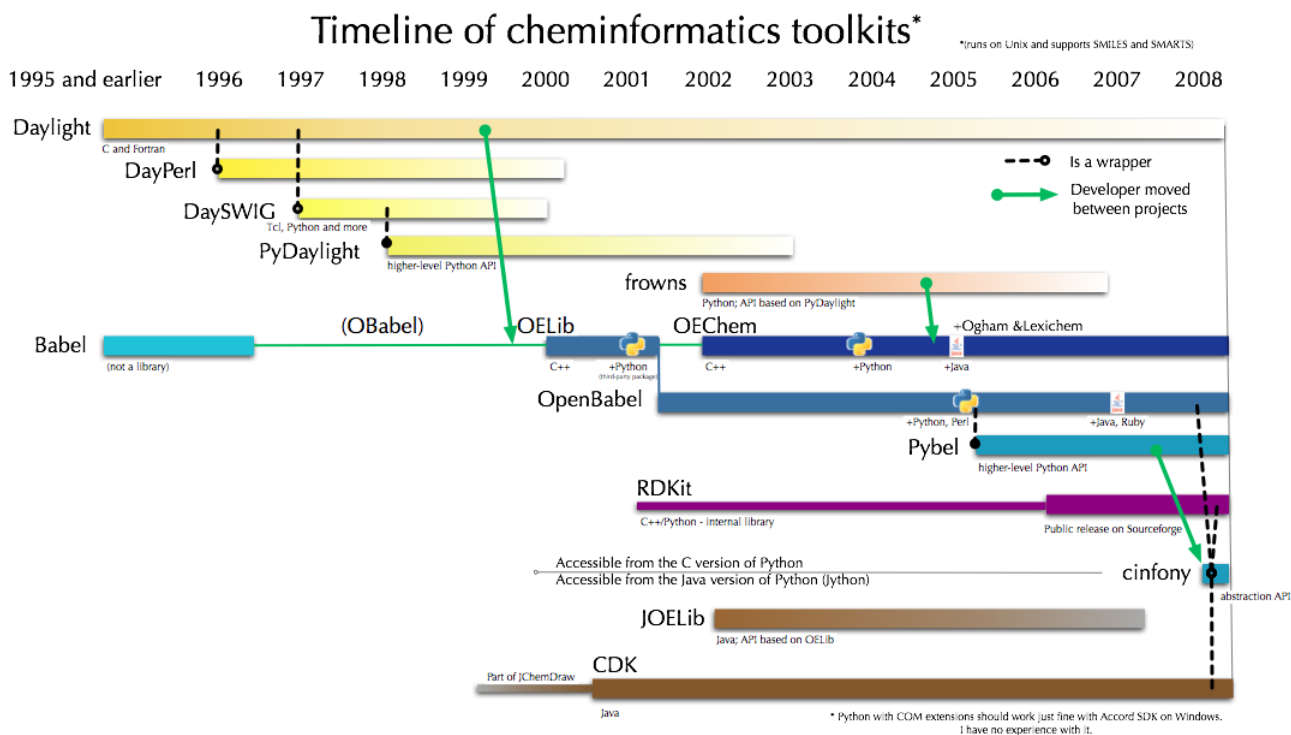 Timeline of cheminformatics toolkits*
*(runs on Unix and supports SMILES and SMARTS)
1995 and earlier 1996 1997 1998 1999 2000 2001 2002 2003 2004 2005 2006 2007 2008
Daylight
C and Fortran
DayPerl
Is a wrapper
Developer moved
between projects
DaySWIG
Tcl, Python and more
PyDaylight
higher-level Python API
frowns
Python; API based on PyDaylight
Babel
(not a library)
(OBabel)
OELib
C++
+Python
(third-party package)
OEChem
C++
+Python
+Ogham &Lexichem
+Java
OpenBabel
+Python, Perl
+Java, Ruby
Pybel
higher-level Python API
RDKit
C++/Python - internal library
Public release on Sourceforge
Accessible from the C version of Python
Accessible from the Java version of Python (Jython)
cinfony
abstraction API
JOELib
Java; API based on OELib
CDK
Part of JChemDraw
Java
* Python with COM extensions should work just fine with Accord SDK on Windows.
I have no experience with it.